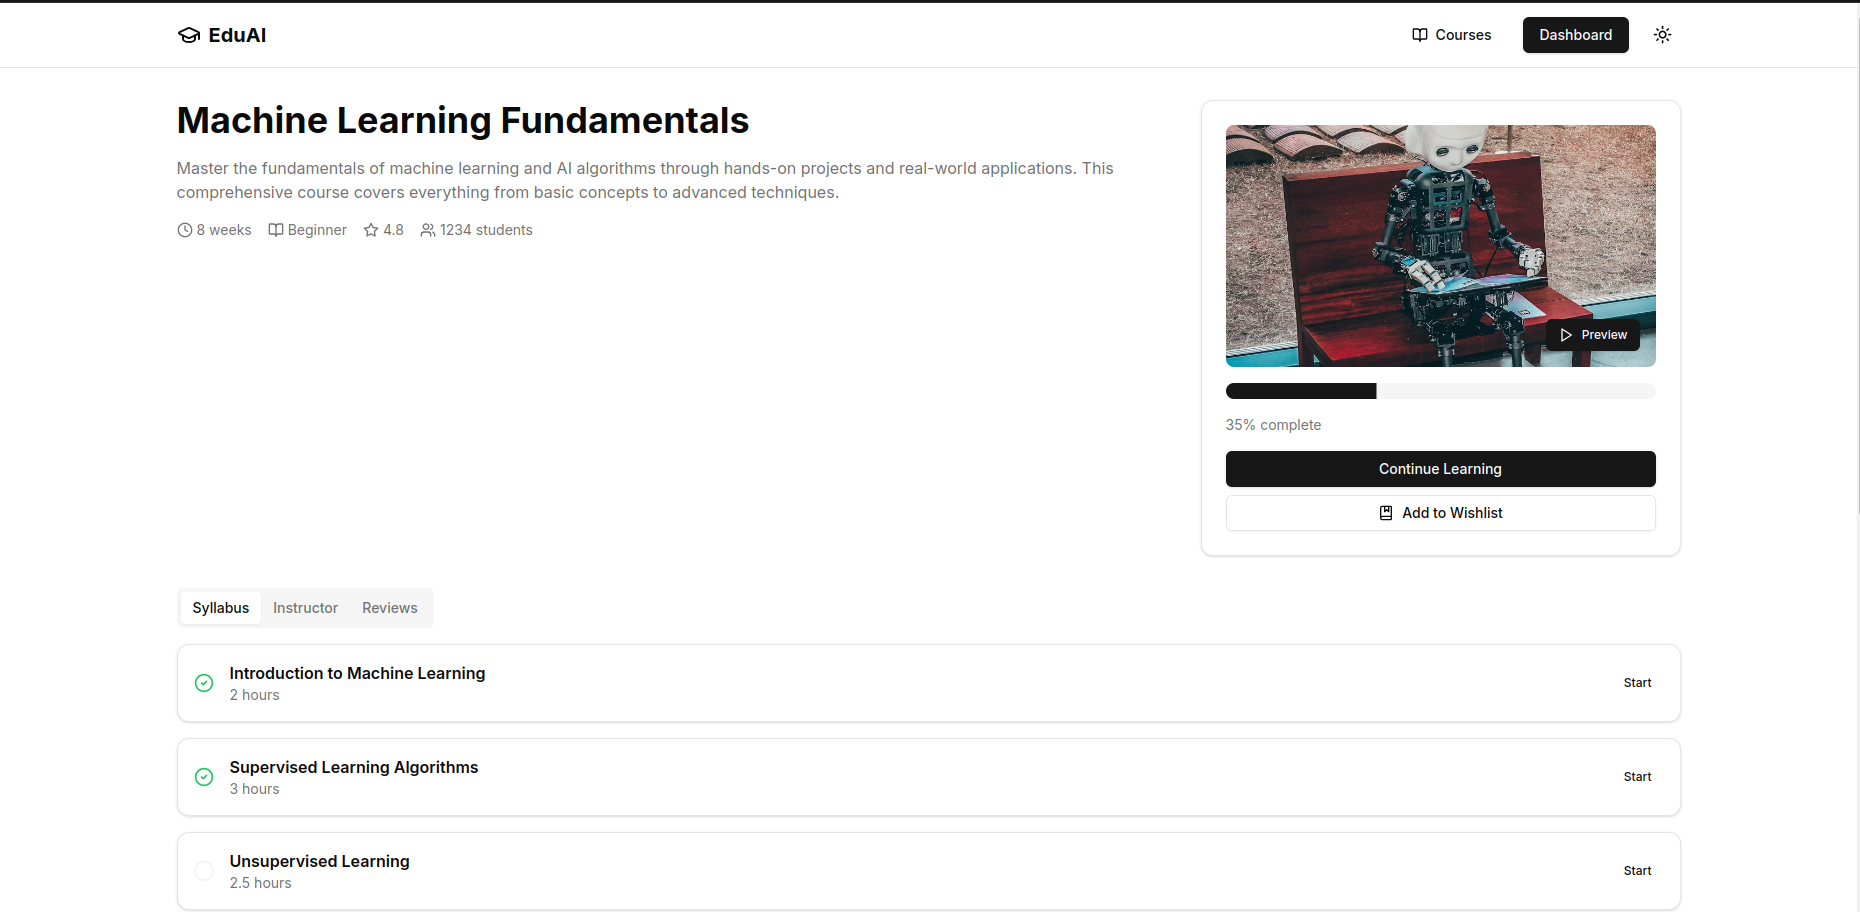 EduAI
Courses
Dashboard
Machine Learning Fundamentals
Master the fundamentals of machine learning and AI algorithms through hands-on projects and real-world applications. This
comprehensive course covers everything from basic concepts to advanced techniques.
8 weeks
Beginner
4.8
1234 students
Preview
35% complete
Continue Learning
Add to Wishlist
Syllabus
Instructor
Reviews
Introduction to Machine Learning
2 hours
Start
Supervised Learning Algorithms
3 hours
Start
Unsupervised Learning
2.5 hours
Start